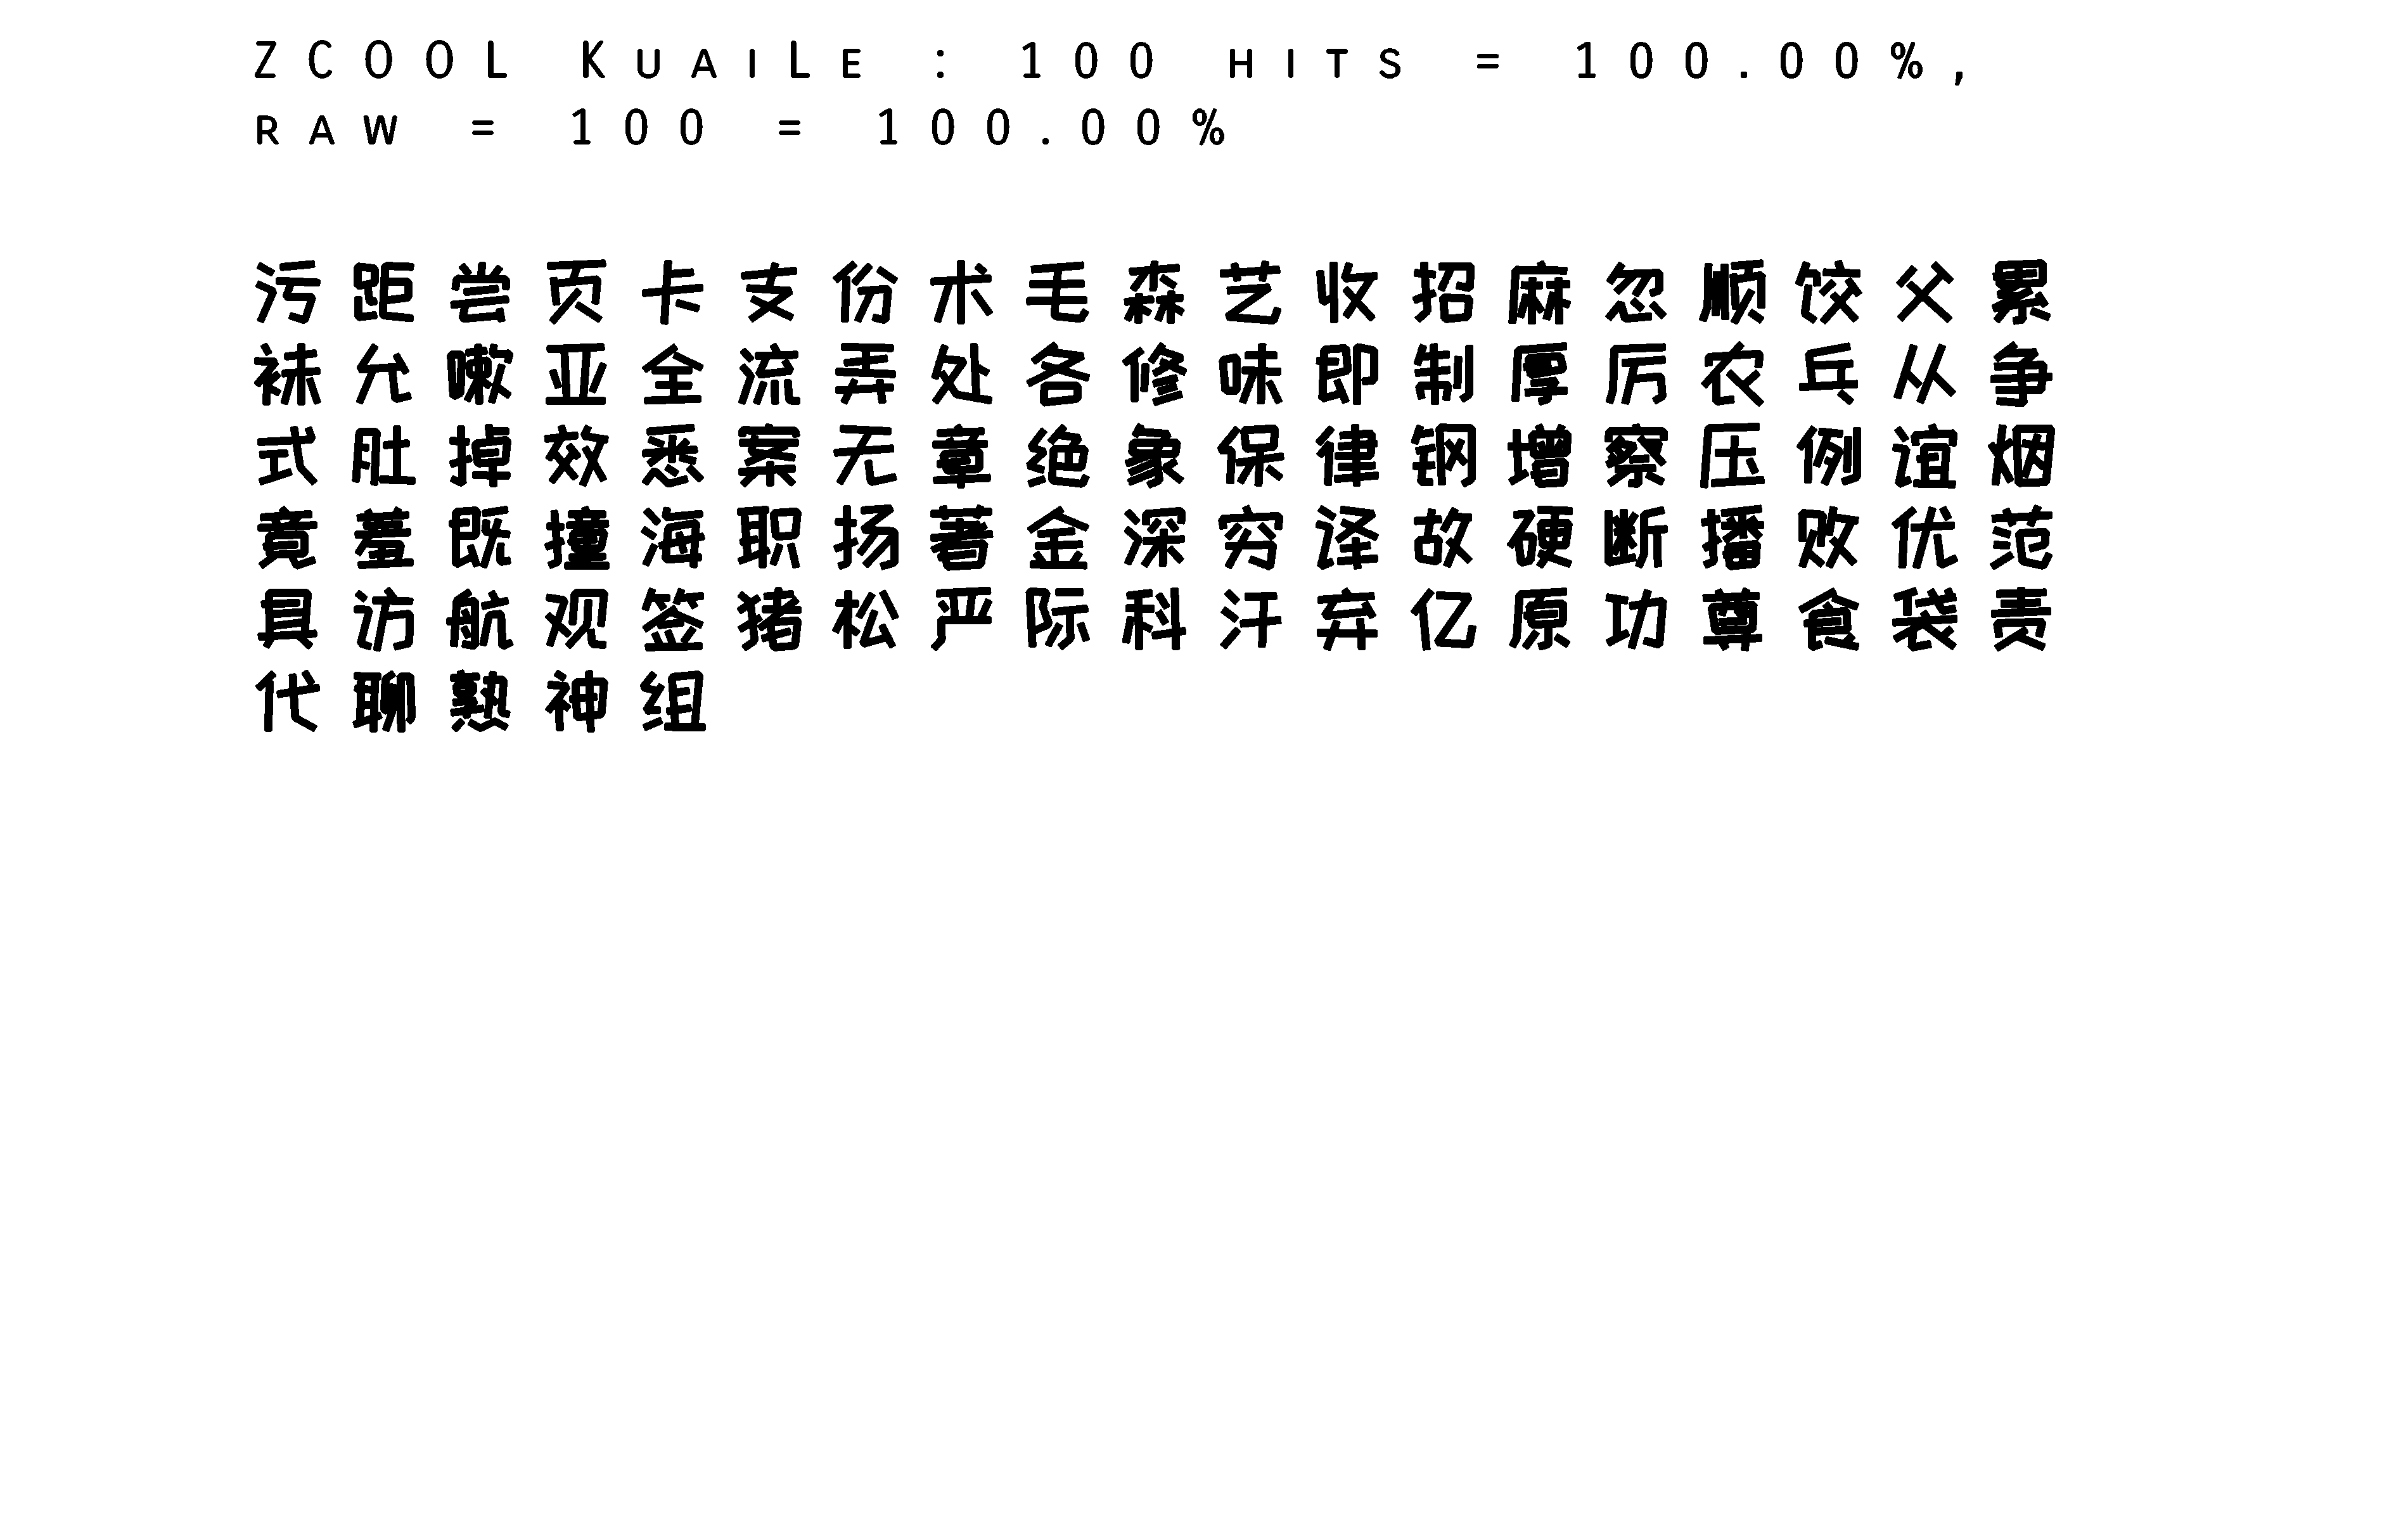 ZCOOL KuaiLe : 100 hits = 100.00%,
raw = 100 = 100.00%
污距尝页卡支份术毛森艺收招麻忽顺饺父累
袜允嗽亚全流弄处各修味即制厚厉农兵从争
式肚掉效悉案无章绝象保律钢增察压例谊烟
竟羞既撞海职扬著金深穷译故硬断播败优范
具访航观签猪松严际科汗弃亿原功尊食袋责
代聊熟神组